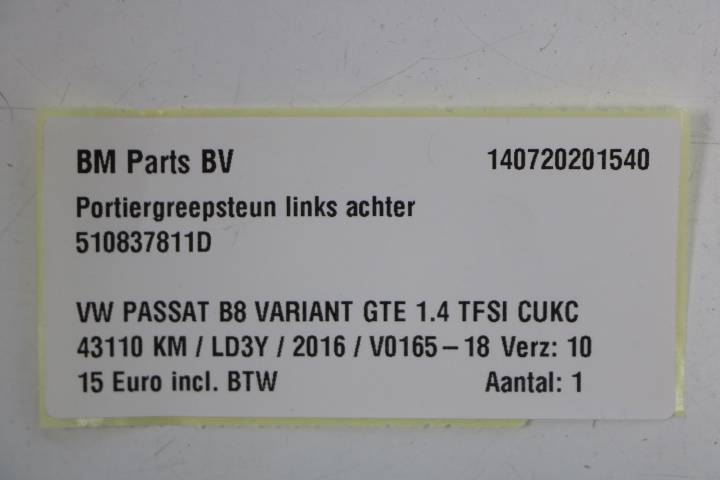 BM Parts BV 140720201540
Portiergreepsteun links achter
510837811D
VW PASSAT B8 VARIANT GTE 1.4 TFSI CUKC
43110 KM / LD3Y / 2016 / V0165 – 18 Verz: 10
15 Euro incl. BTW Aantal: 1